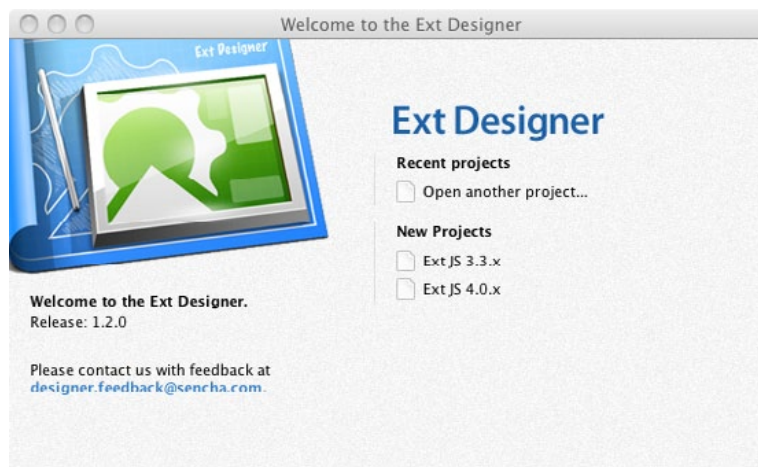 Welcome to the Ext Designer
Ext Designer
Ext Designer
Recent projects
Open another project...
New Projects
Ext JS 3.3.x
Ext JS 4.0.x
Welcome to the Ext Designer.
Release: 1.2.0
Please contact us with feedback at
designer.feedback@sencha.com.